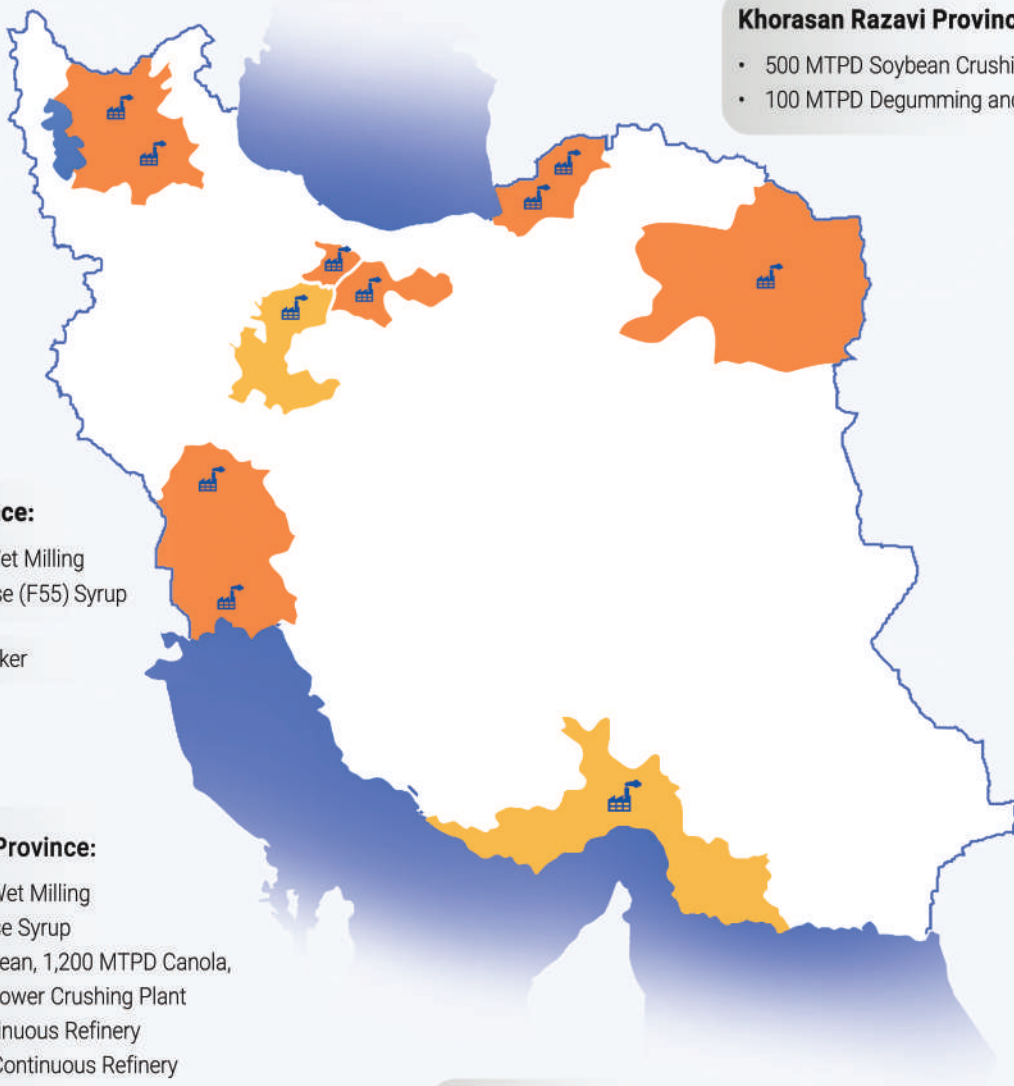 Khorasan Razavi Provinc
• 500 MTPD Soybean Crushi
• 100 MTPD Degumming and
ce:
et Milling
se (F55) Syrup
ker
Province:
Wet Milling
se Syrup
ean, 1,200 MTPD Canola,
ower Crushing Plant
inuous Refinery
Continuous Refinery